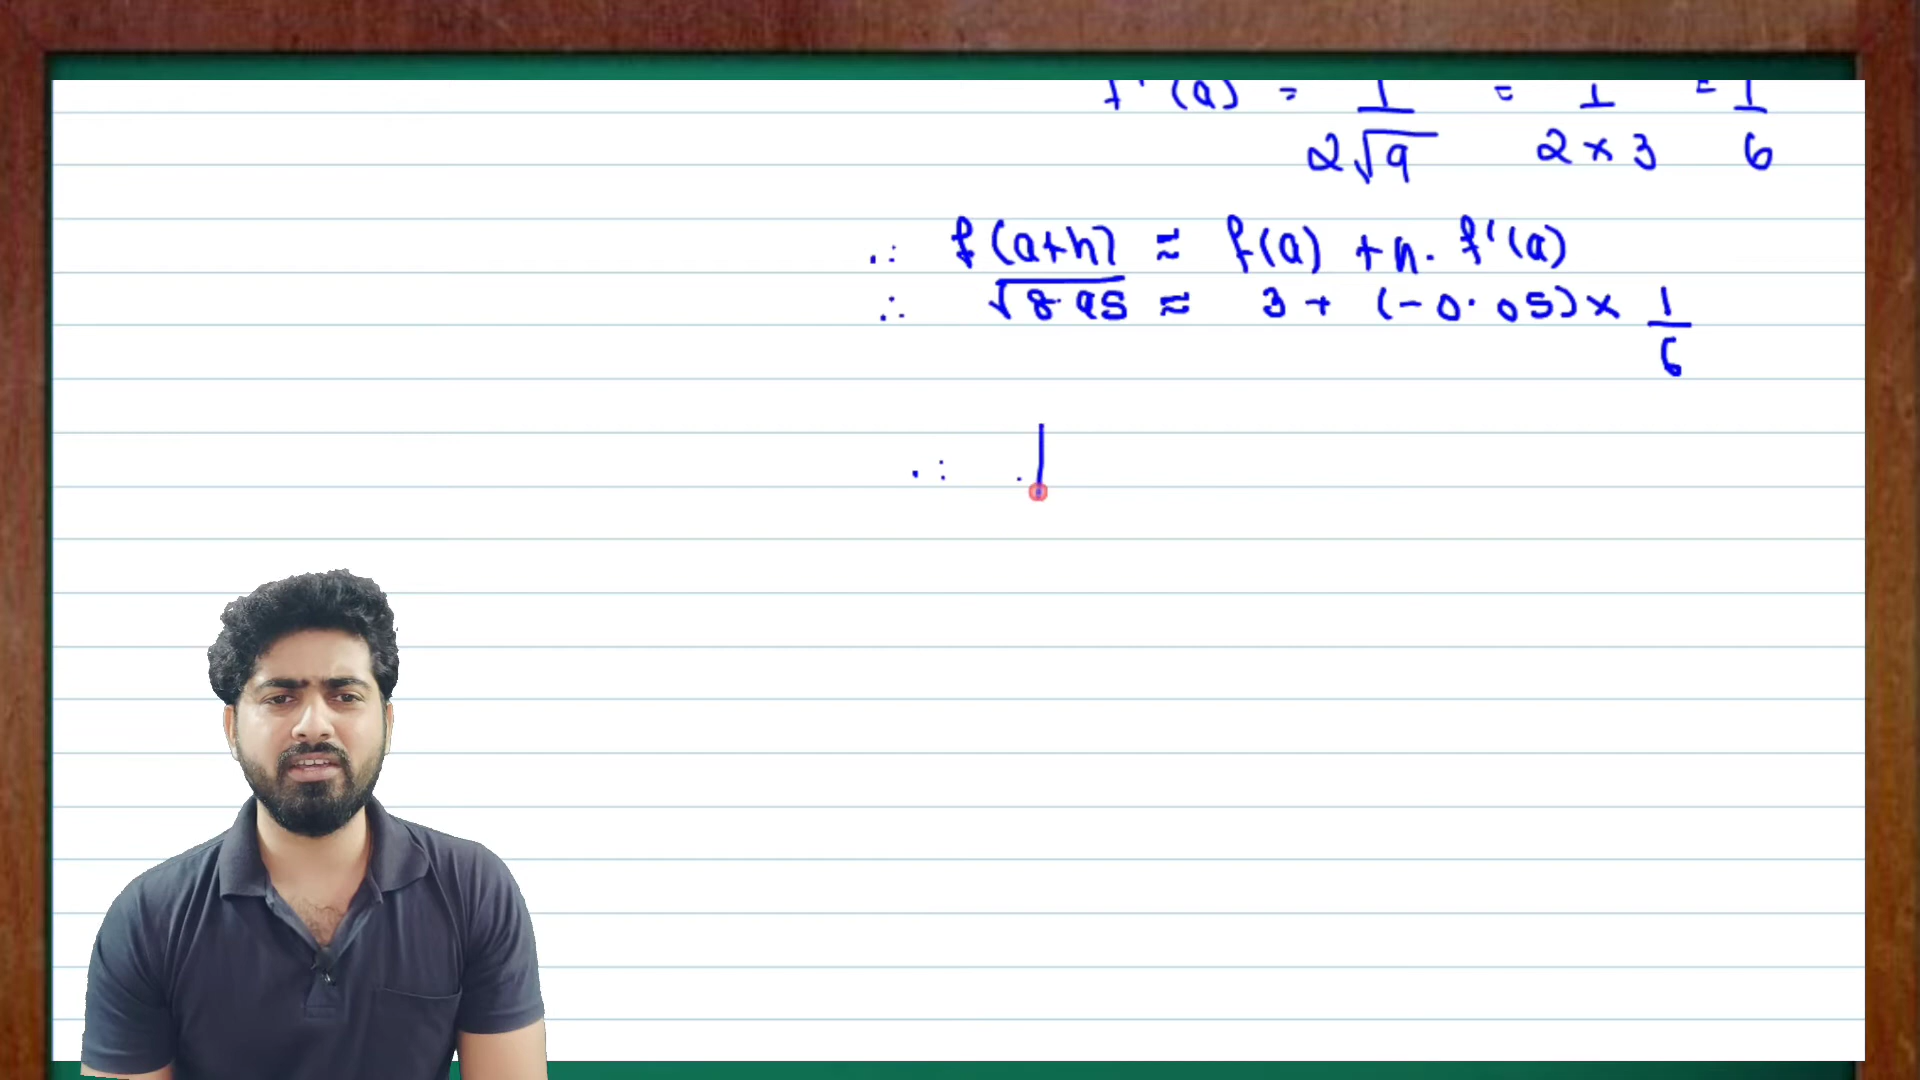 f'(a) = 1/2√9 = 1/2×3 = 1/6
∴ f(a+h) ≈ f(a) + h. f'(a)
∴ √8.95 ≈ 3 + (-0.05) × 1/6
∴